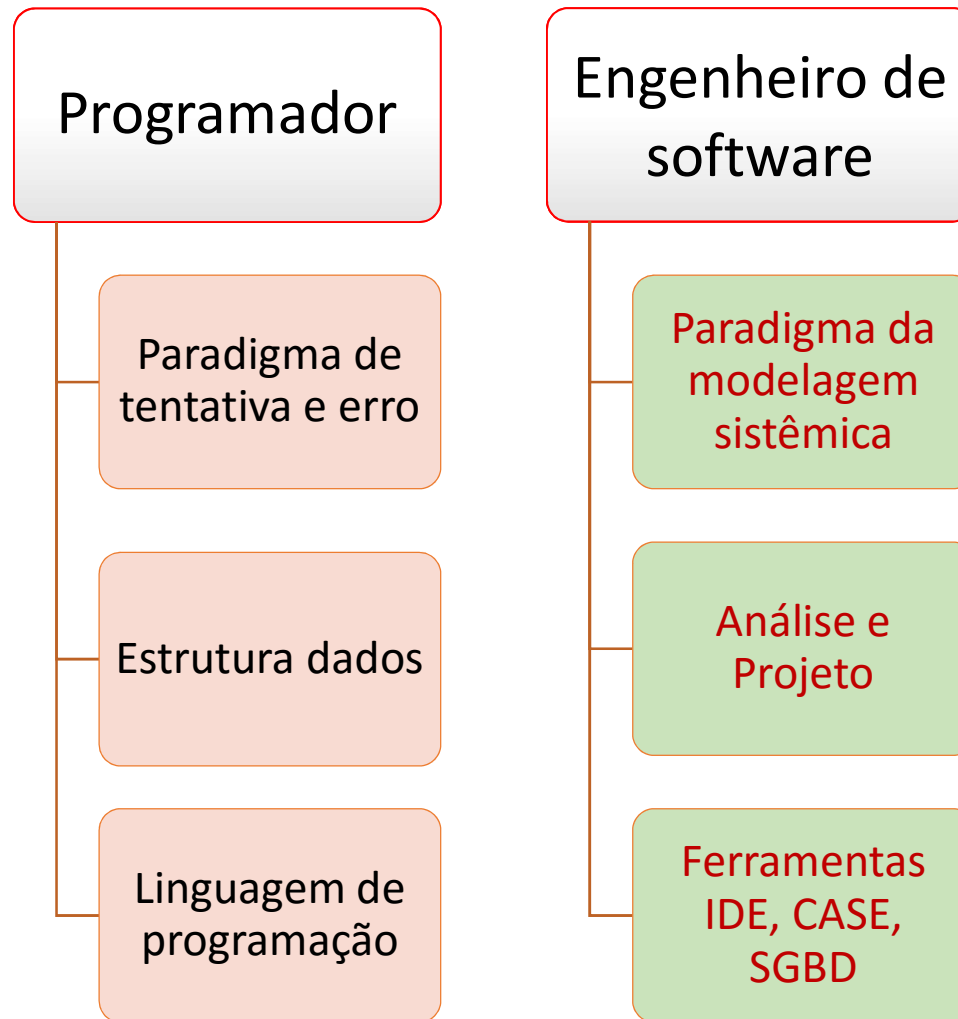 Programador
Paradigma de
tentativa e erro
Estrutura dados
Linguagem de
programação
Engenheiro de
software
Paradigma da
modelagem
sistêmica
Análise e
Projeto
Ferramentas
IDE, CASE,
SGBD